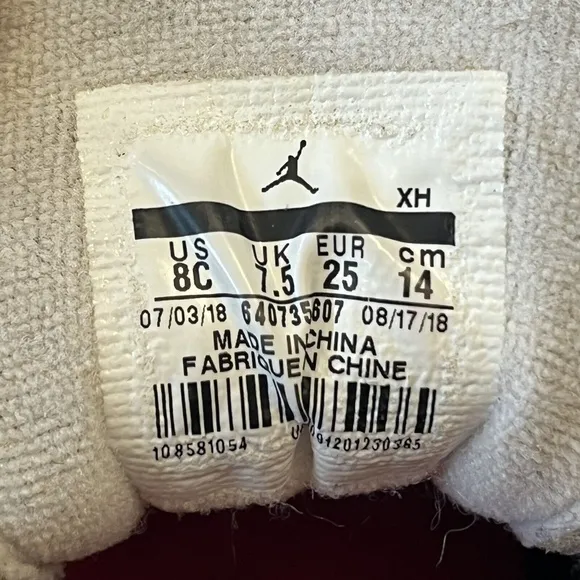 XH
US UK EUR cm
8C 7.5 25 14
07/03/18 640735607 08/17/18
MADE IN CHINA
FABRIQUE N CHINE
108581054